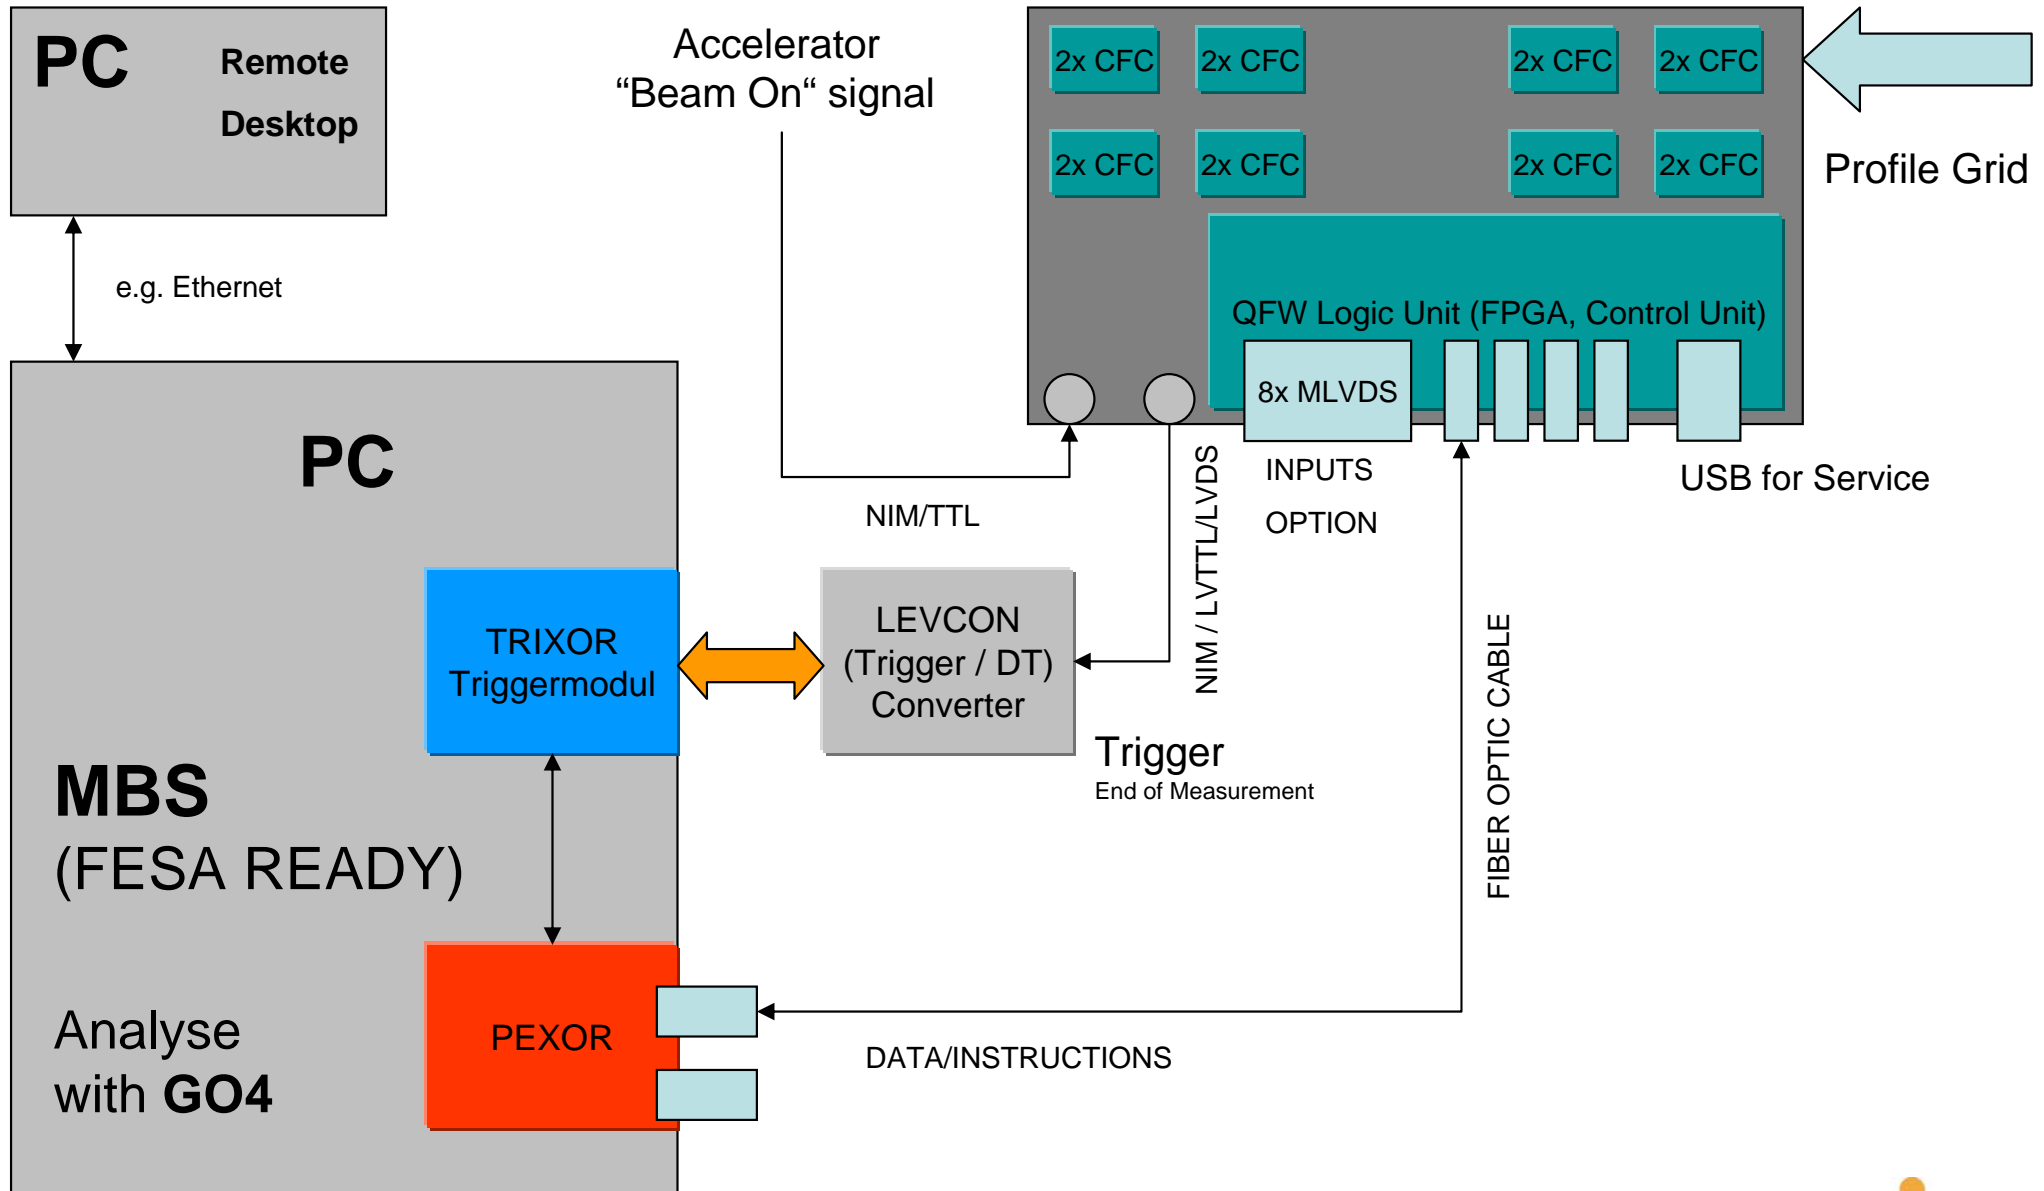 PC
Remote
Desktop
Accelerator
“Beam On“ signal
2x CFC 2x CFC 2x CFC 2x CFC
2x CFC 2x CFC 2x CFC 2x CFC
Profile Grid
e.g. Ethernet
QFW Logic Unit (FPGA, Control Unit)
8x MLVDS
INPUTS
OPTION
USB for Service
NIM/TTL
NIM / LVTTL/LVDS
PC
TRIXOR
Triggermodul
LEVCON
(Trigger / DT)
Converter
Trigger
End of Measurement
FIBER OPTIC CABLE
MBS
(FESA READY)
Analyse
with GO4
PEXOR
DATA/INSTRUCTIONS